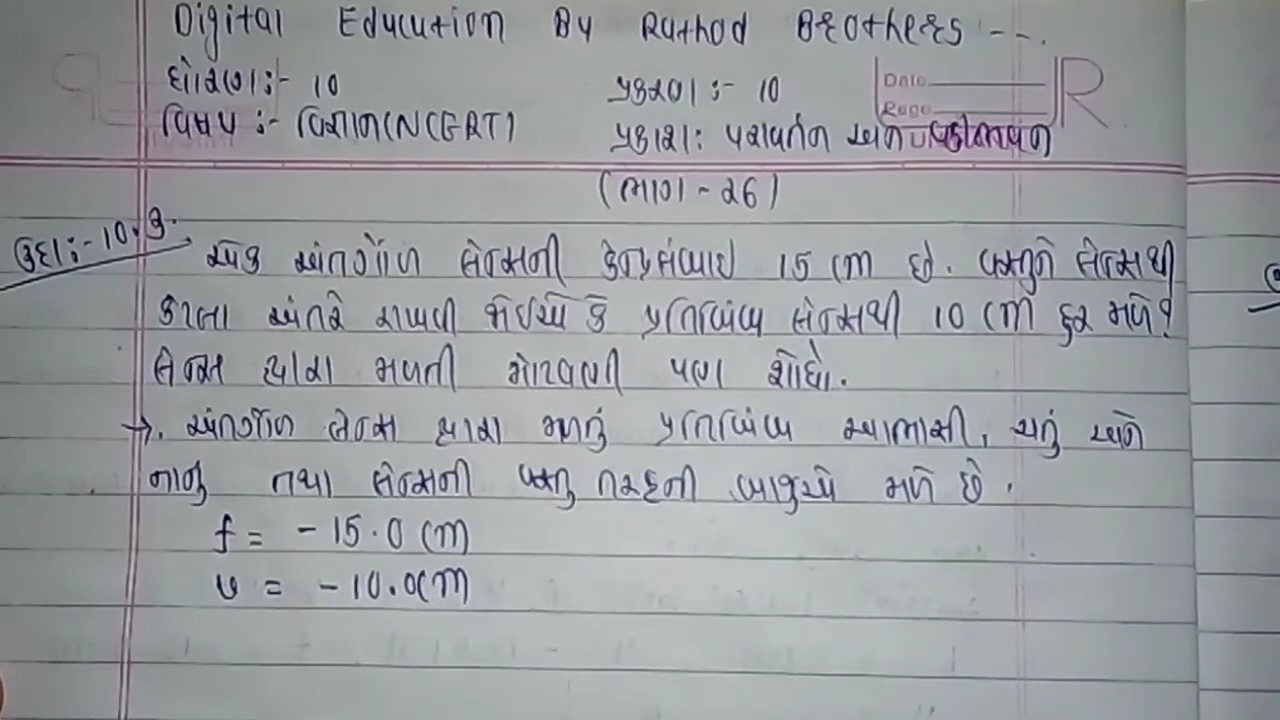 Digital Education By Rathod Brothers --.
ધોરણ :- 10
પ્રકરણ :- 10
Date
વિષય :- વિજ્ઞાન(NCERT)
Page
પ્રકાશ: પરાવર્તન અને વક્રીભવન
R
(ભાગ - 26)
ઉદા:- 10.3.
એક અંતર્ગોળ લેન્સની કેન્દ્રલંબાઈ 15 cm છે. વસ્તુને લેન્સથી
કેટલા અંતરે રાખવી જોઈએ કે પ્રતિબિંબ લેન્સથી 10 cm દુર મળે?
લેન્સ દ્વારા મળતી મોટવણી પણ શોધો.
→. અંતર્ગોળ લેન્સ દ્વારા મળતું પ્રતિબિંબ આભાસી, ચતું અને
નાનું તથા લેન્સની વસ્તુ તરફની બાજુએ મળે છે.
f = - 15.0 cm
v = - 10.0cm